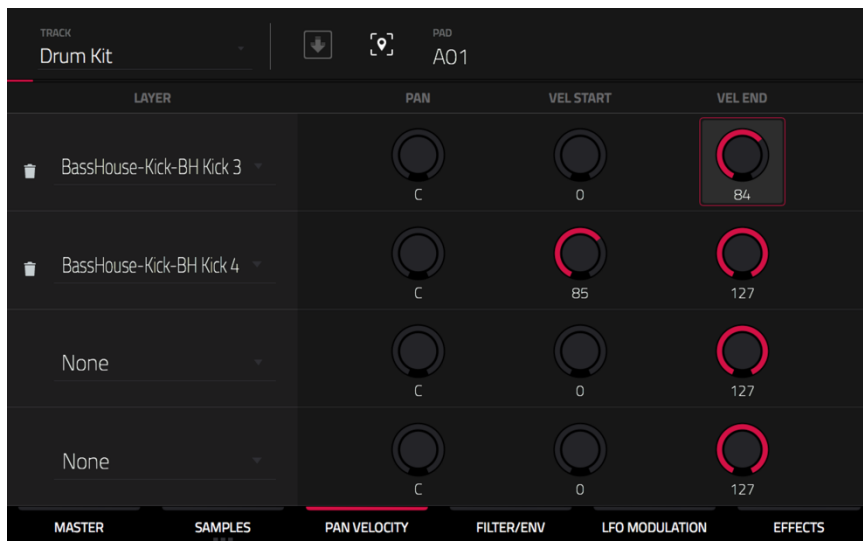 TRACK
Drum Kit
PAD
A01
LAYER PAN VEL START VEL END
BassHouse-Kick-BH Kick 3
C 0 84
BassHouse-Kick-BH Kick 4
C 85 127
None
C 0 127
None
C 0 127
MASTER SAMPLES PAN VELOCITY FILTER/ENV LFO MODULATION EFFECTS